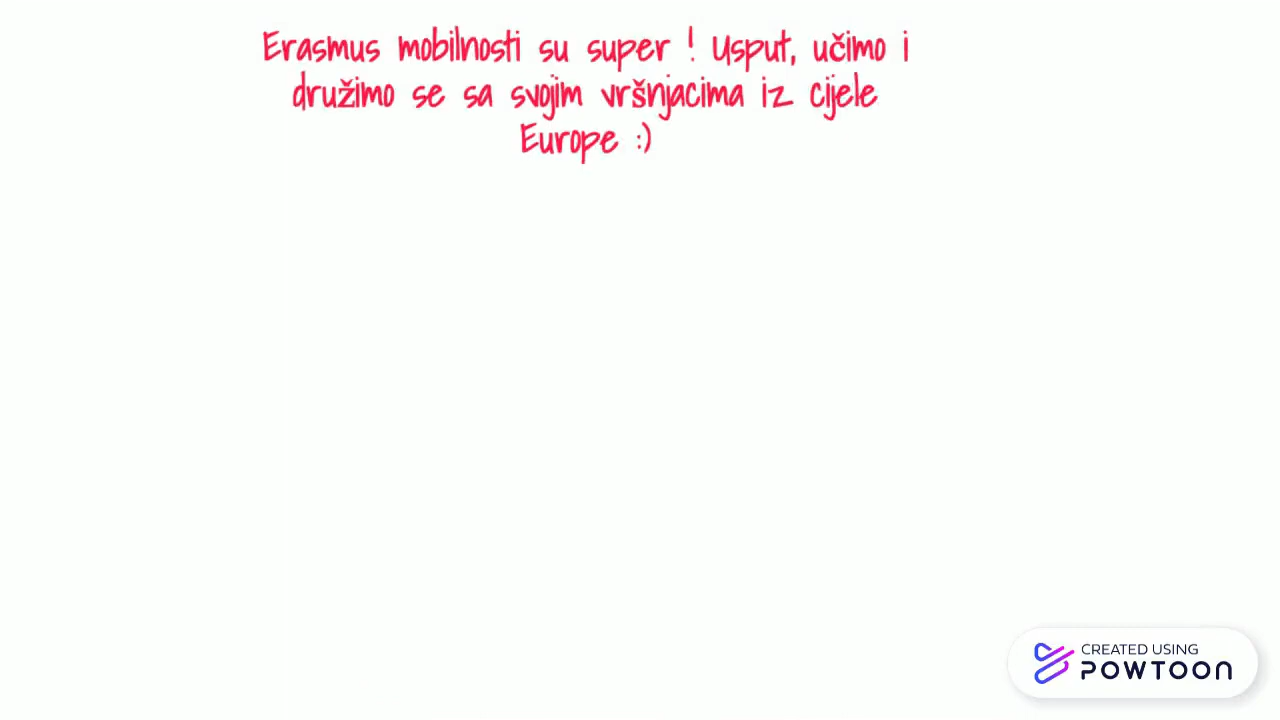 Erasmus mobilnosti su super ! Usput, učimo i
družimo se sa svojim vršnjacima iz cijele
Europe :)
CREATED USING
POWTOON